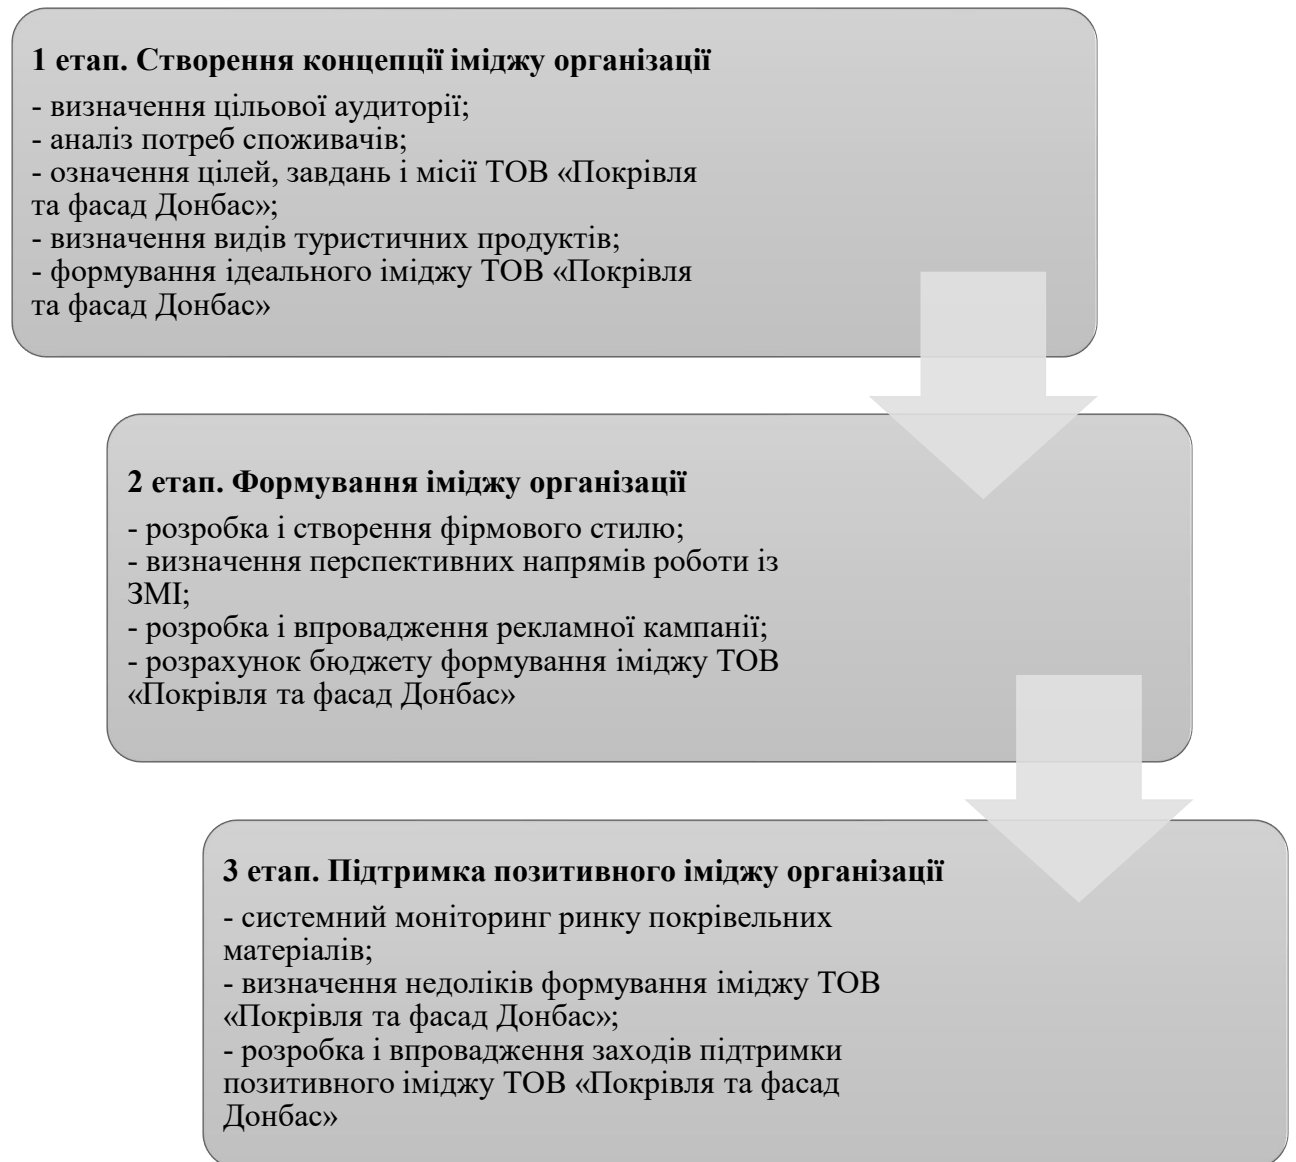 1 етап. Створення концепції іміджу організації
- визначення цільової аудиторії;
- аналіз потреб споживачів;
- означення цілей, завдань і місії ТОВ «Покрівля
та фасад Донбас»;
- визначення видів туристичних продуктів;
- формування ідеального іміджу ТОВ «Покрівля
та фасад Донбас»
2 етап. Формування іміджу організації
- розробка і створення фірмового стилю;
- визначення перспективних напрямів роботи із
ЗМІ;
- розробка і впровадження рекламної кампанії;
- розрахунок бюджету формування іміджу ТОВ
«Покрівля та фасад Донбас»
3 етап. Підтримка позитивного іміджу організації
- системний моніторинг ринку покрівельних
матеріалів;
- визначення недоліків формування іміджу ТОВ
«Покрівля та фасад Донбас»;
- розробка і впровадження заходів підтримки
позитивного іміджу ТОВ «Покрівля та фасад
Донбас»